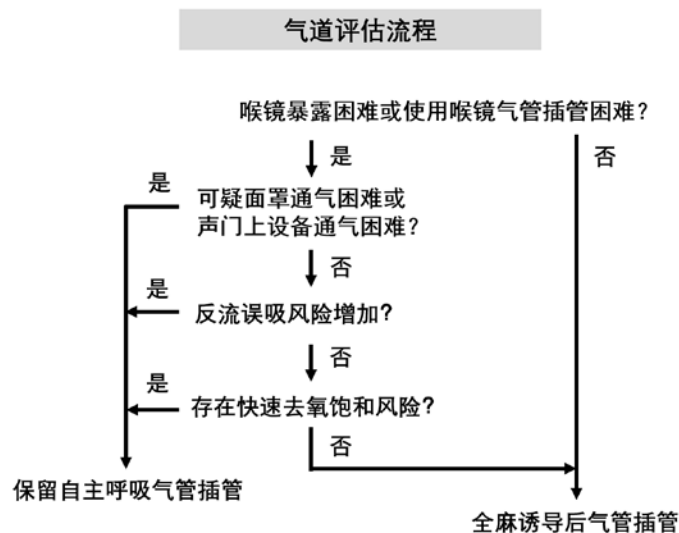 气道评估流程
喉镜暴露困难或使用喉镜气管插管困难？
是
否
是
可疑面罩通气困难或
声门上设备通气困难？
否
是
反流误吸风险增加？
否
是
存在快速去氧饱和风险？
否
保留自主呼吸气管插管
全麻诱导后气管插管